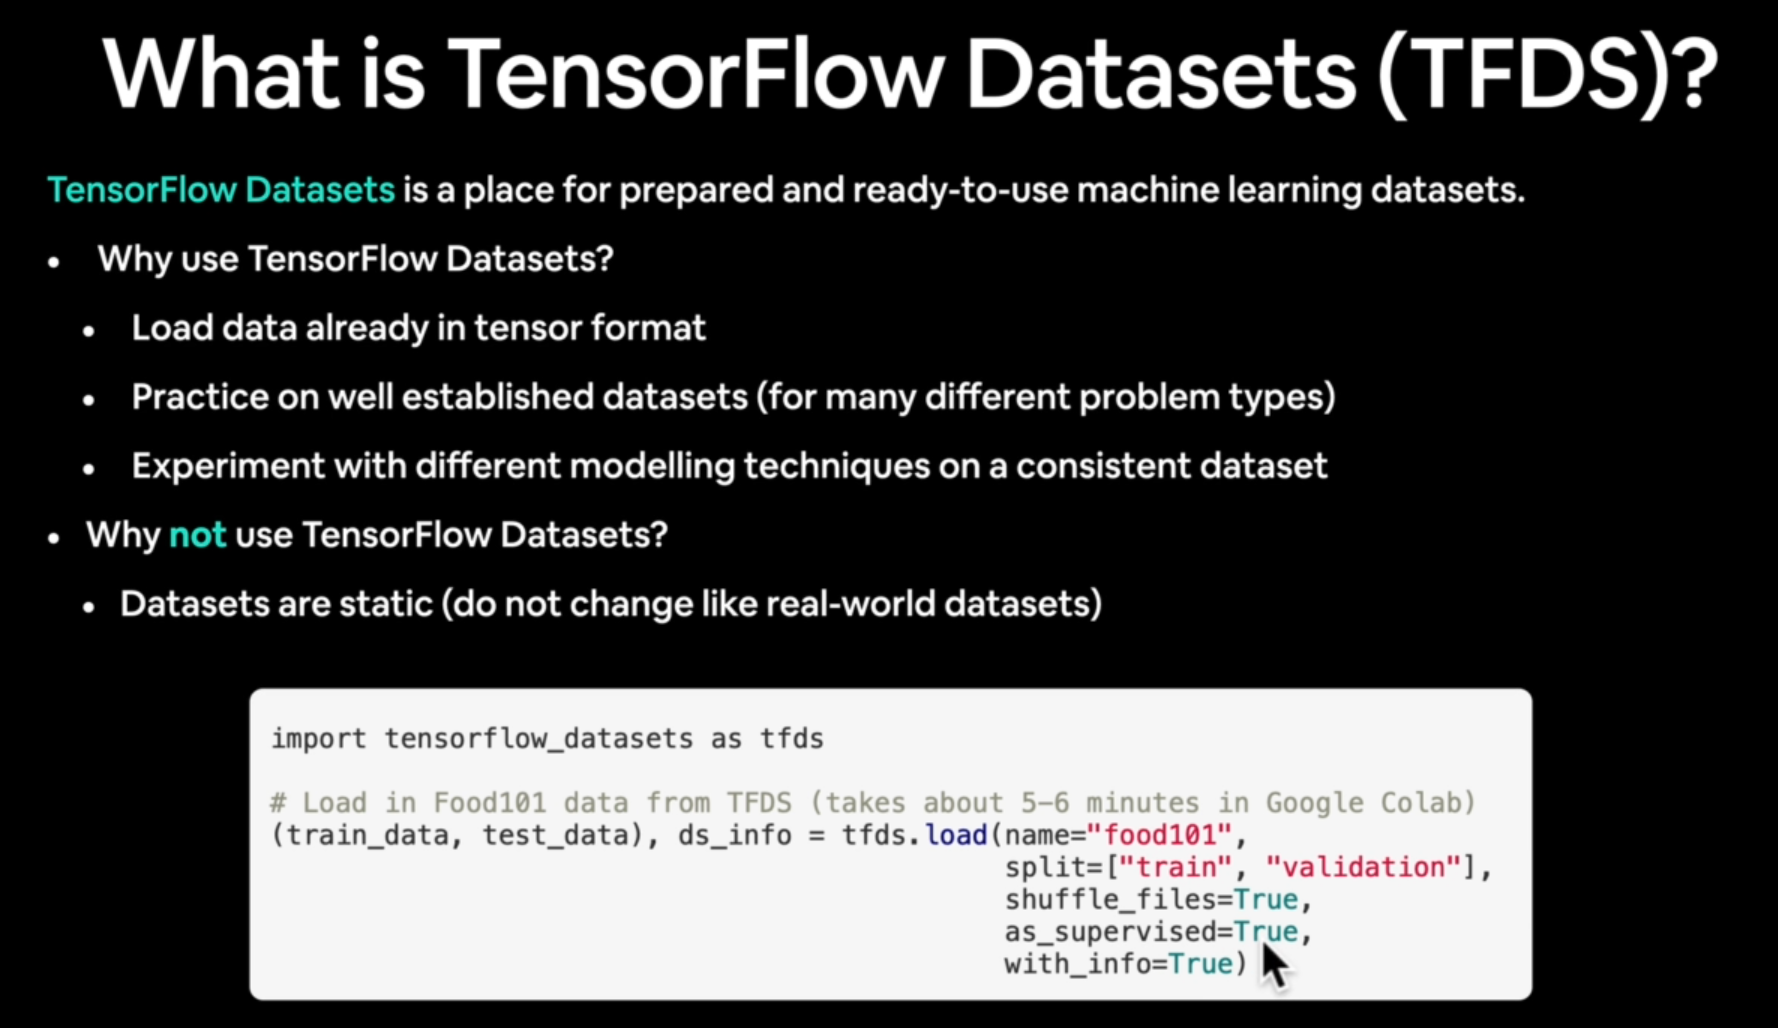 What is TensorFlow Datasets (TFDS)?
TensorFlow Datasets is a place for prepared and ready-to-use machine learning datasets.
• Why use TensorFlow Datasets?
• Load data already in tensor format
• Practice on well established datasets (for many different problem types)
• Experiment with different modelling techniques on a consistent dataset
• Why not use TensorFlow Datasets?
• Datasets are static (do not change like real-world datasets)
import tensorflow_datasets as tfds
# Load in Food101 data from TFDS (takes about 5-6 minutes in Google Colab)
(train_data, test_data), ds_info = tfds.load(name="food101",
split=["train", "validation"],
shuffle_files=True,
as_supervised=True,
with_info=True)